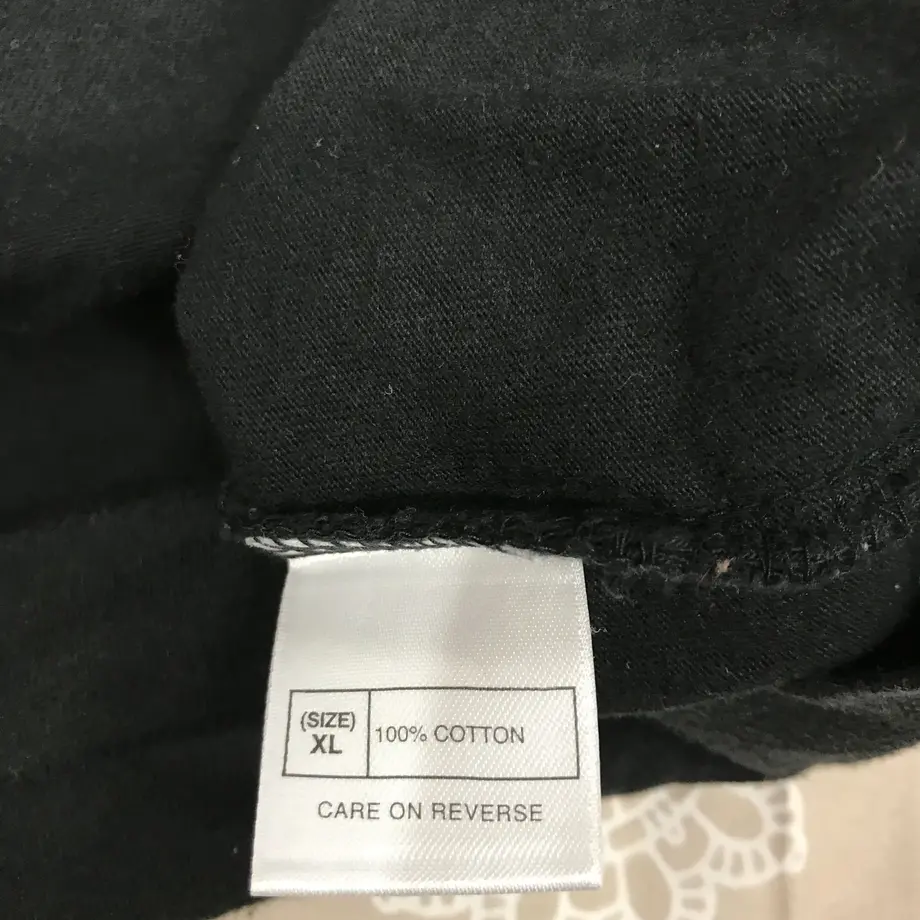 (SIZE)
XL
100% COTTON
CARE ON REVERSE